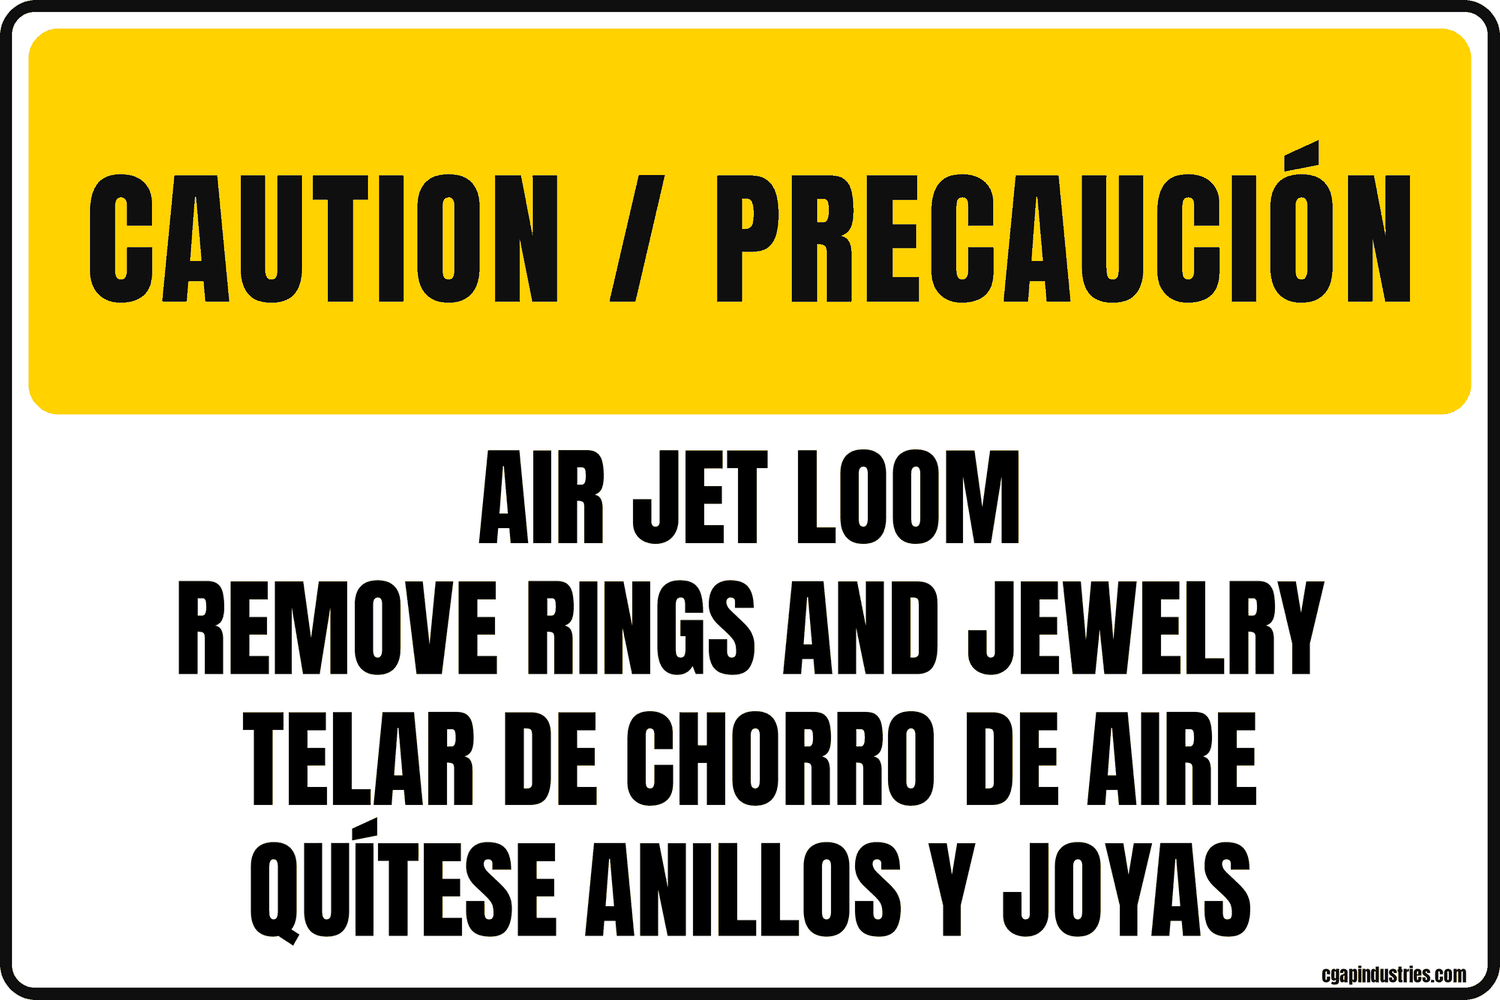 CAUTION / PRECAUCIÓN
AIR JET LOOM
REMOVE RINGS AND JEWELRY
TELAR DE CHORRO DE AIRE
QUÍTESE ANILLOS Y JOYAS
cgapindustries.com